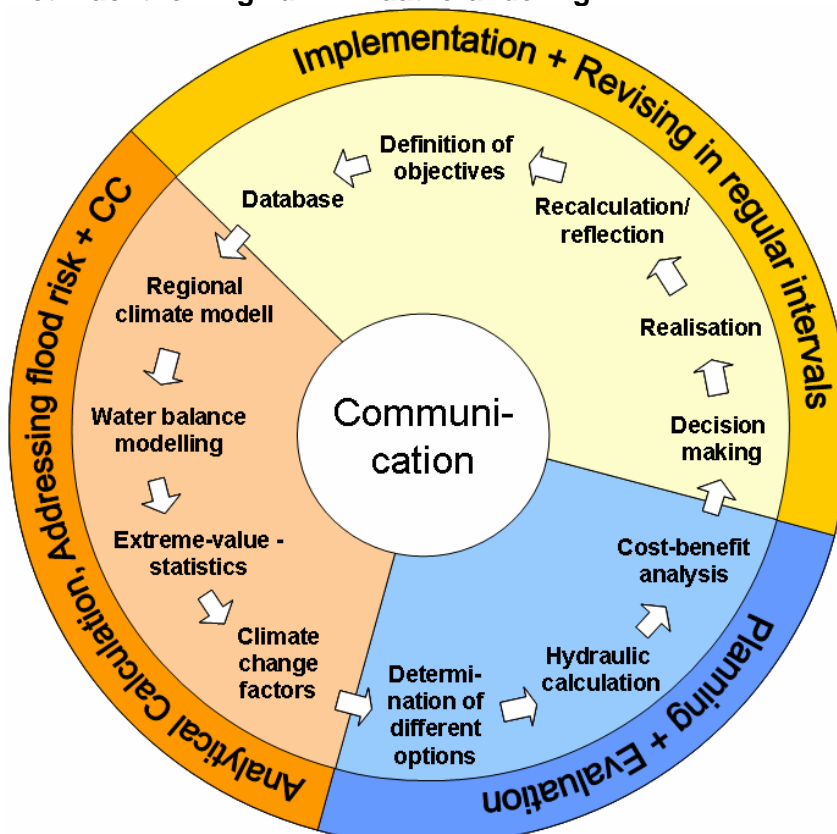 Implementation + Revising in regular intervals
Definition of
objectives
Database
Recalculation/
reflection
Realisation
Decision
making
Analytical Calculation, Addressing flood risk + CC
Regional
climate modell
Water balance
modelling
Extreme-value -
statistics
Climate
change
factors
Communi-
cation
Determi-
nation of
different
options
Hydraulic
calculation
Cost-benefit
analysis
Planning + Evaluation